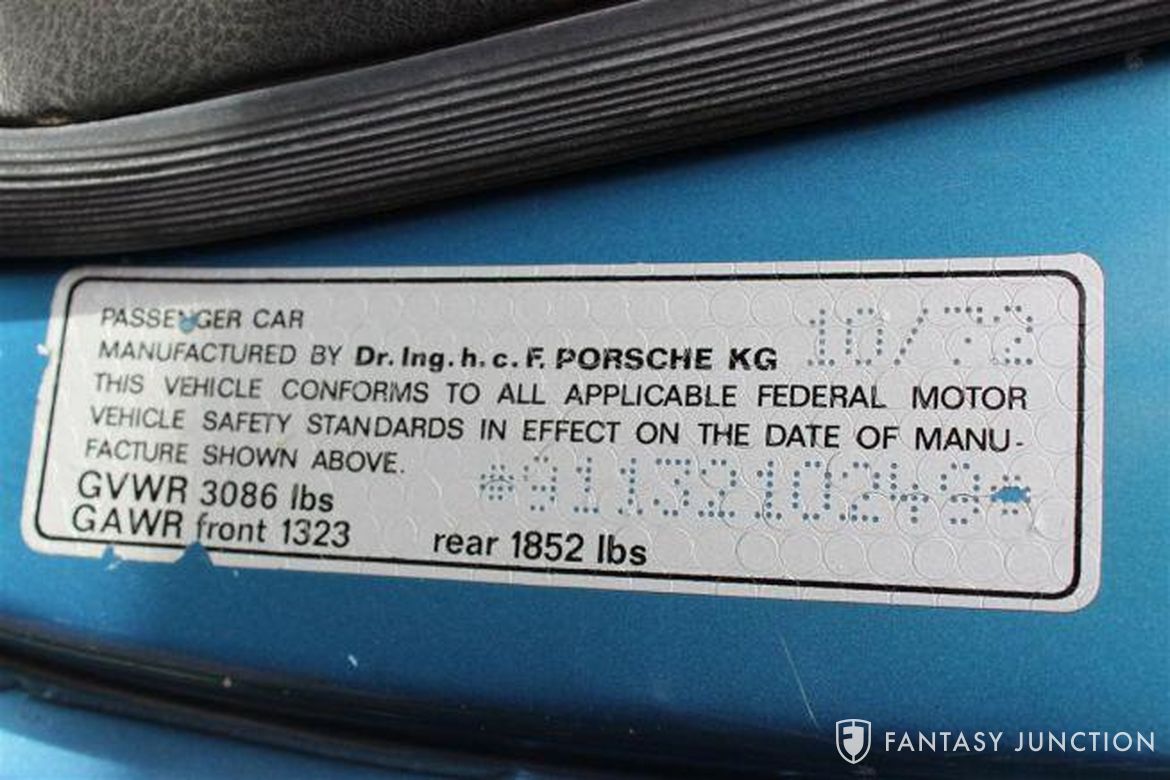 PASSENGER CAR
MANUFACTURED BY Dr. Ing. h. c. F. PORSCHE KG 10/72
THIS VEHICLE CONFORMS TO ALL APPLICABLE FEDERAL MOTOR
VEHICLE SAFETY STANDARDS IN EFFECT ON THE DATE OF MANU-
FACTURE SHOWN ABOVE. *9113210249*
GVWR 3086 lbs
GAWR front 1323 rear 1852 lbs
FANTASY JUNCTION